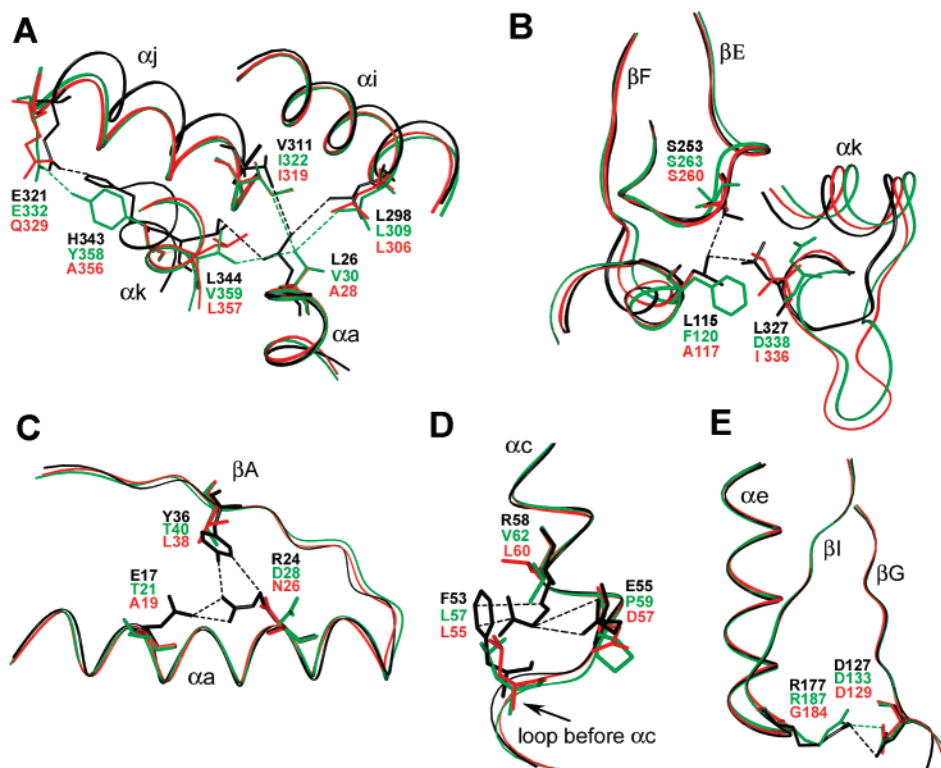 A
αj
αi
V311
I322
I319
E321
E332
Q329
H343
Y358
A356
L344
V359
L357
L298
L309
L306
L26
V30
A28
αk
αa
B
βF
βE
αk
S253
S263
S260
L115
F120
A117
L327
D338
I 336
C
βA
Y36
T40
L38
E17
T21
A19
R24
D28
N26
αa
D
αc
R58
V62
L60
F53
L57
L55
E55
P59
D57
loop before αc
E
αe
βI
βG
R177
R187
G184
D127
D133
D129